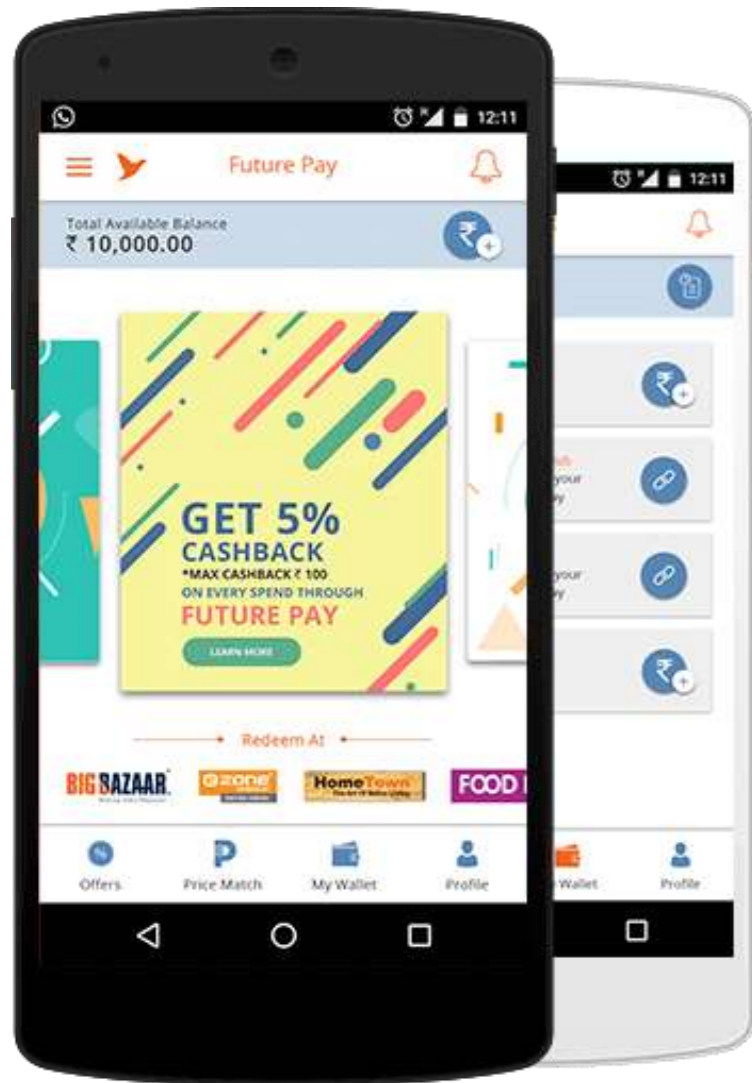 12:11
Future Pay
Total Available Balance
₹ 10,000.00
GET 5%
CASHBACK
*MAX CASHBACK ₹ 100
ON EVERY SPEND THROUGH
FUTURE PAY
LEARN MORE
Redeem At
BIG BAZAAR
ezone
HomeTown
FOOD
Offers
Price Match
My Wallet
Profile
12:11
your
your
Wallet
Profile